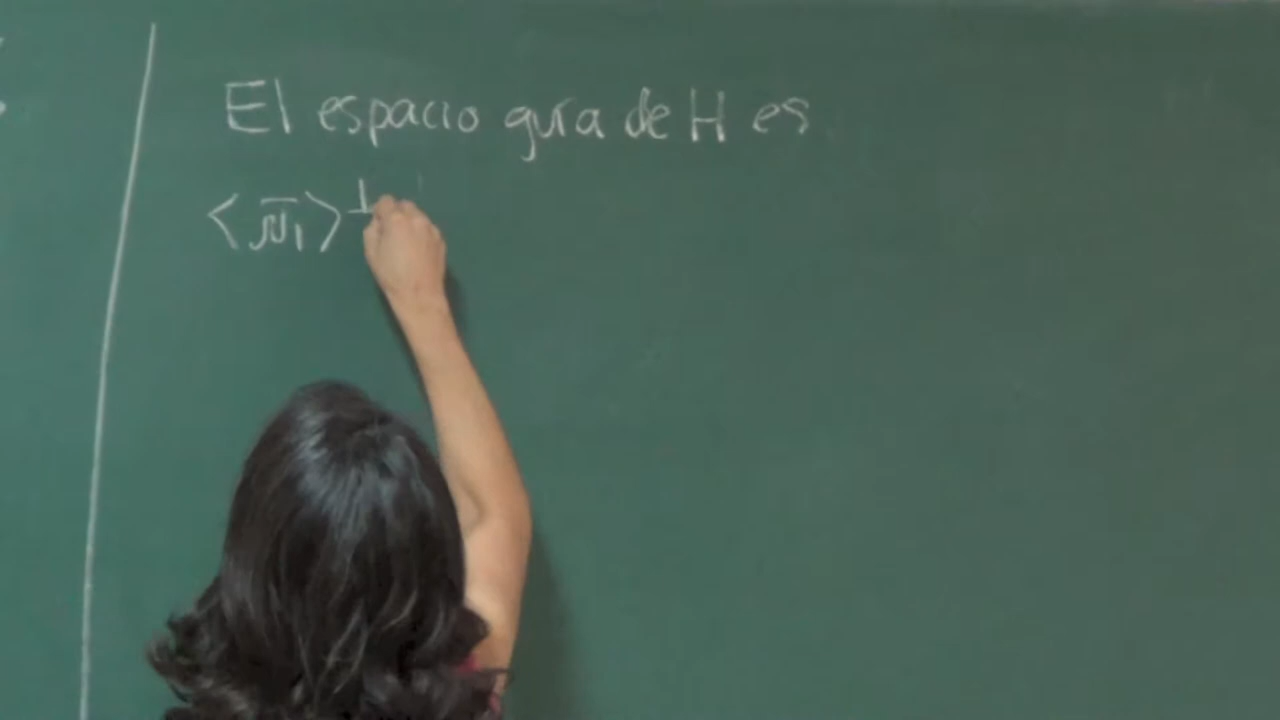 El espacio guía de H es
⟨n̅₁⟩^⊥